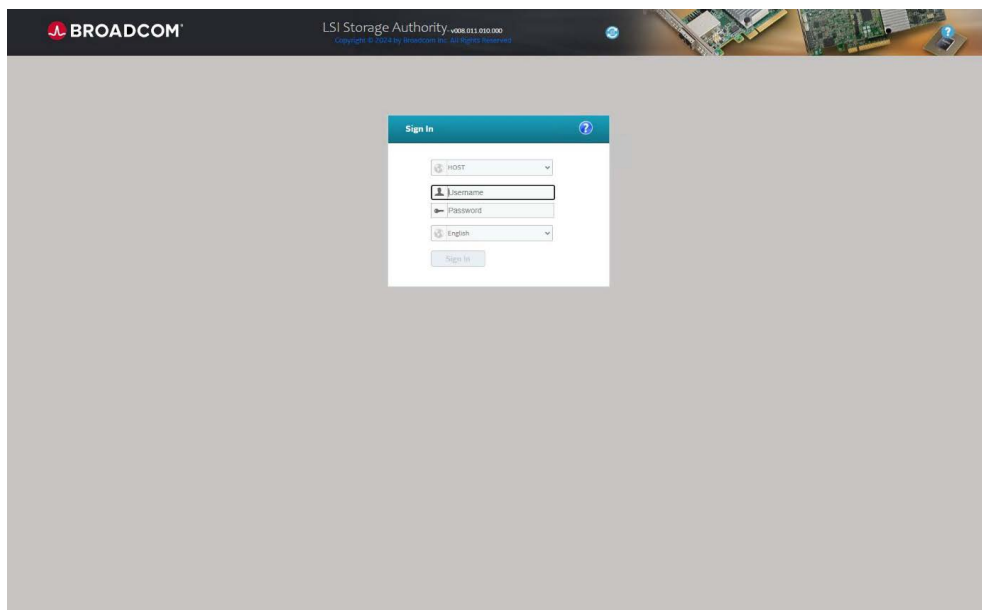 BROADCOM®
LSI Storage Authority-v008.011.010.000
Copyright © 2024 by Broadcom Inc. All Rights Reserved
?
Sign In
?
HOST
Username
Password
English
Sign In